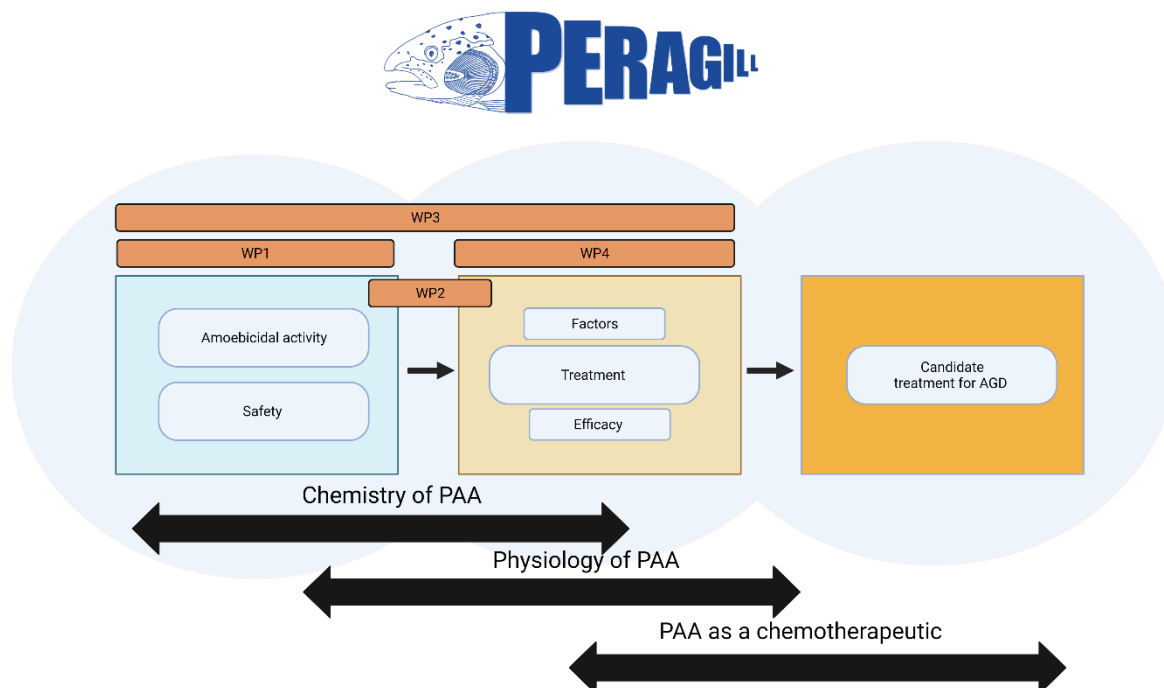 PERAGILL
WP3
WP1
WP4
WP2
Amoebicidal activity
Safety
Factors
Treatment
Efficacy
Candidate
treatment for AGD
Chemistry of PAA
Physiology of PAA
PAA as a chemotherapeutic